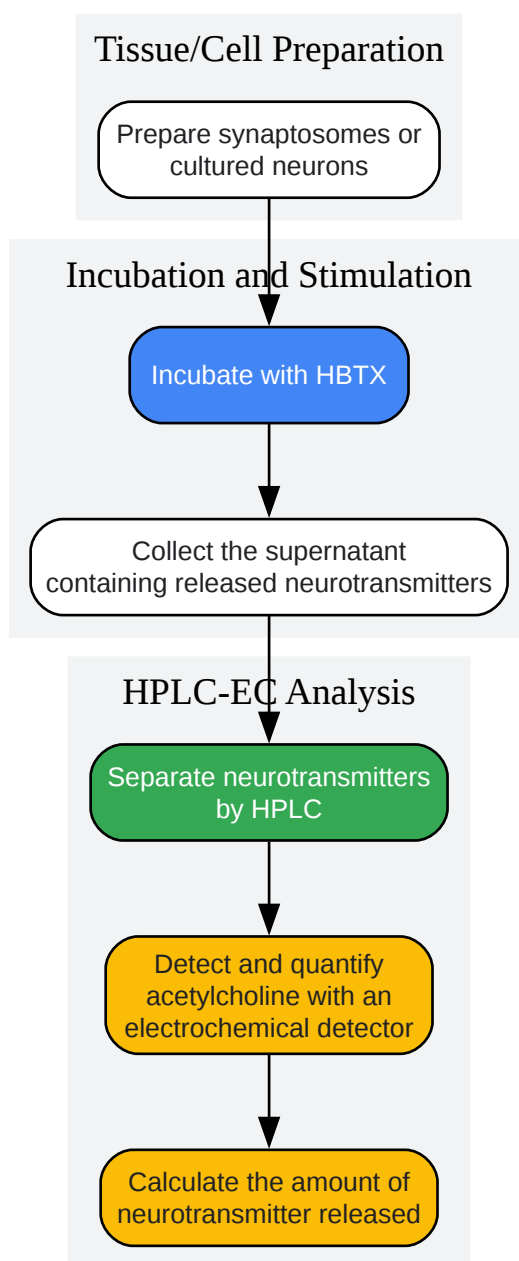 Tissue/Cell Preparation
Prepare synaptosomes or
cultured neurons
Incubation and Stimulation
Incubate with HBTX
Collect the supernatant
containing released neurotransmitters
HPLC-EC Analysis
Separate neurotransmitters
by HPLC
Detect and quantify
acetylcholine with an
electrochemical detector
Calculate the amount of
neurotransmitter released